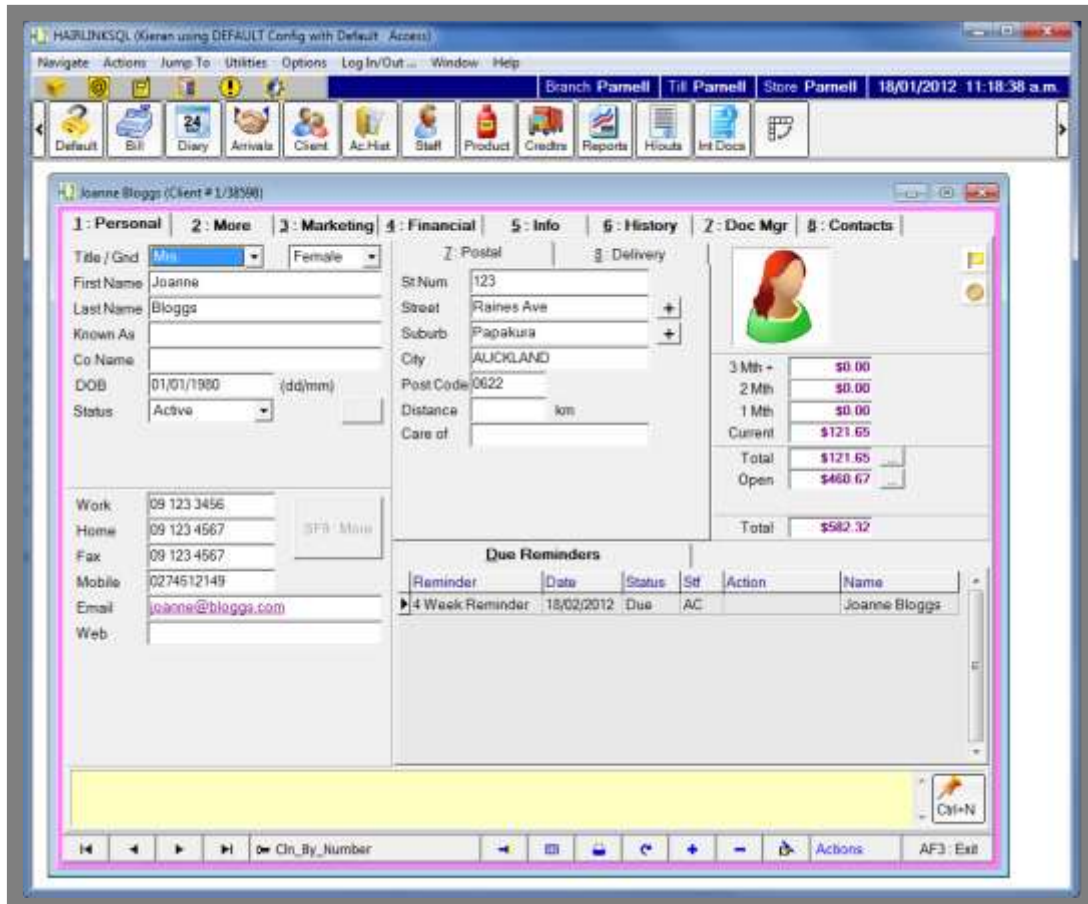 HAIRLINKSQL (Kieran using DEFAULT Config with Default Access)
Navigate Actions Jump To Utilities Options Log In/Out ... Window Help
Branch Parnell Till Parnell Store Parnell 18/01/2012 11:18:38 a.m.
24
Default Bill Diary Arrivals Client Ac.Hist Staff Product Credtrs Reports H/outs Int Docs
Joanne Bloggs (Client # 1/38598)
1 : Personal 2 : More 3 : Marketing 4 : Financial 5 : Info 6 : History 7 : Doc Mgr 8 : Contacts
Title / Gnd Mrs Female
First Name Joanne
Last Name Bloggs
Known As
Co Name
DOB 01/01/1980 (dd/mm)
Status Active
7 : Postal 8 : Delivery
St Num 123
Street Raines Ave +
Suburb Papakura +
City AUCKLAND
Post Code 0622
Distance km
Care of
3 Mth + $0.00
2 Mth $0.00
1 Mth $0.00
Current $121.65
Total $121.65 ...
Open $460.67 ...
Total $582.32
Work 09 123 3456
Home 09 123 4567
Fax 09 123 4567
Mobile 0274512149
Email joanne@bloggs.com
Web
SF9 : More
Due Reminders
Reminder Date Status Stf Action Name
4 Week Reminder 18/02/2012 Due AC Joanne Bloggs
Ctrl+N
Cln_By_Number Actions AF3 : Exit